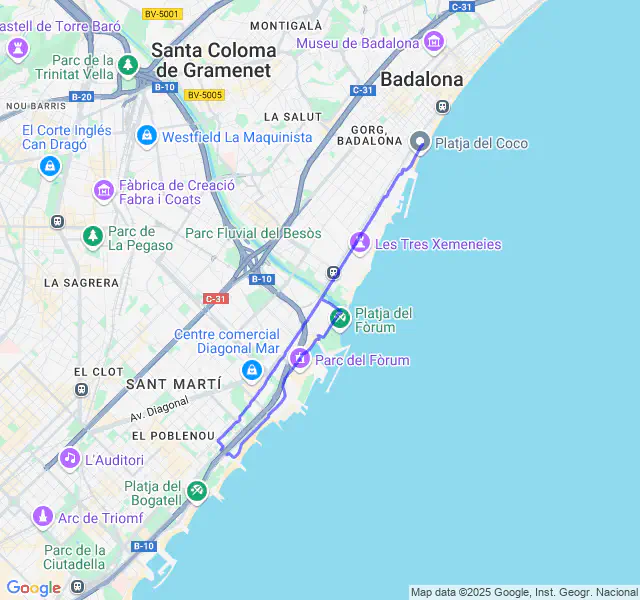 BV-5001
MONTIGALÀ
C-31
astell de Torre Baró
Museu de Badalona
Parc de la
Trinitat Vella
Santa Coloma
de Gramenet
Badalona
B-10
NOU BARRIS
B-20
BV-5005
C-31
LA SALUT
GORG,
BADALONA
El Corte Inglés
Can Dragó
Westfield La Maquinista
Platja del Coco
Fàbrica de Creació
Fabra i Coats
Parc de
La Pegaso
Parc Fluvial del Besòs
Les Tres Xemeneies
LA SAGRERA
B-10
C-31
Platja del
Fòrum
Centre comercial
Diagonal Mar
Parc del Fòrum
EL CLOT
SANT MARTÍ
Av. Diagonal
EL POBLENOU
L'Auditori
Platja del
Bogatell
Arc de Triomf
Parc de la
Ciutadella
B-10
Google
Map data ©2025 Google, Inst. Geogr. Nacional